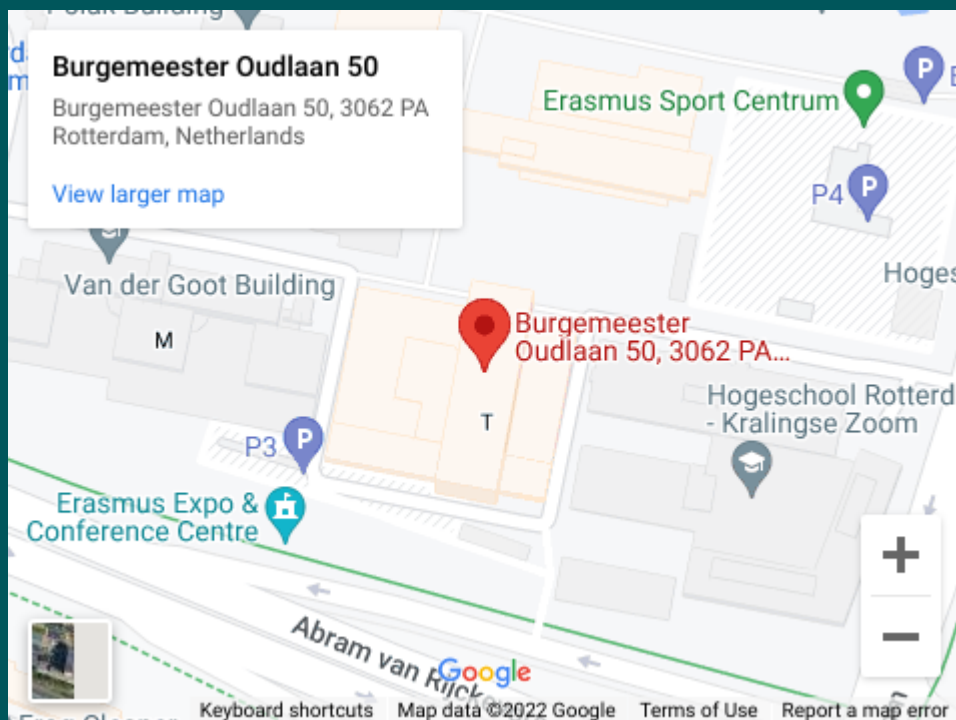 Burgemeester Oudlaan 50
Burgemeester Oudlaan 50, 3062 PA
Rotterdam, Netherlands
View larger map
Erasmus Sport Centrum
P
P
P4
Van der Goot Building
Hoges
M
Burgemeester
Oudlaan 50, 3062 PA...
T
Hogeschool Rotterd
- Kralingse Zoom
P3
P
Erasmus Expo &
Conference Centre
Abram van Rijck
Google
Keyboard shortcuts
Map data ©2022 Google
Terms of Use
Report a map error